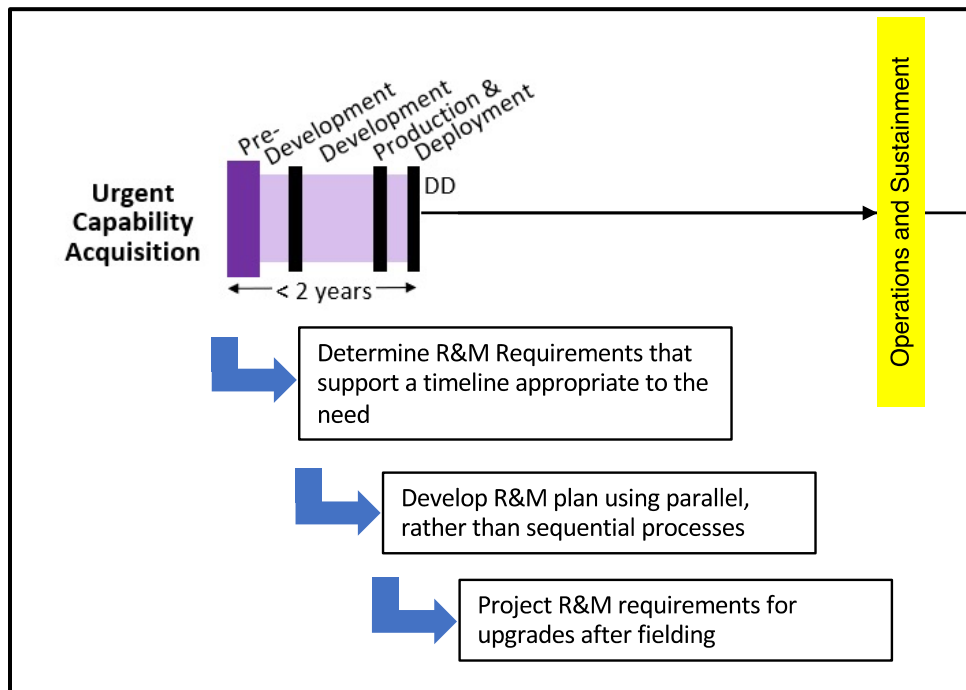 Pre-
Development
Development
Production &
Deployment
DD
Urgent
Capability
Acquisition
< 2 years
Operations and Sustainment
Determine R&M Requirements that
support a timeline appropriate to the
need
Develop R&M plan using parallel,
rather than sequential processes
Project R&M requirements for
upgrades after fielding